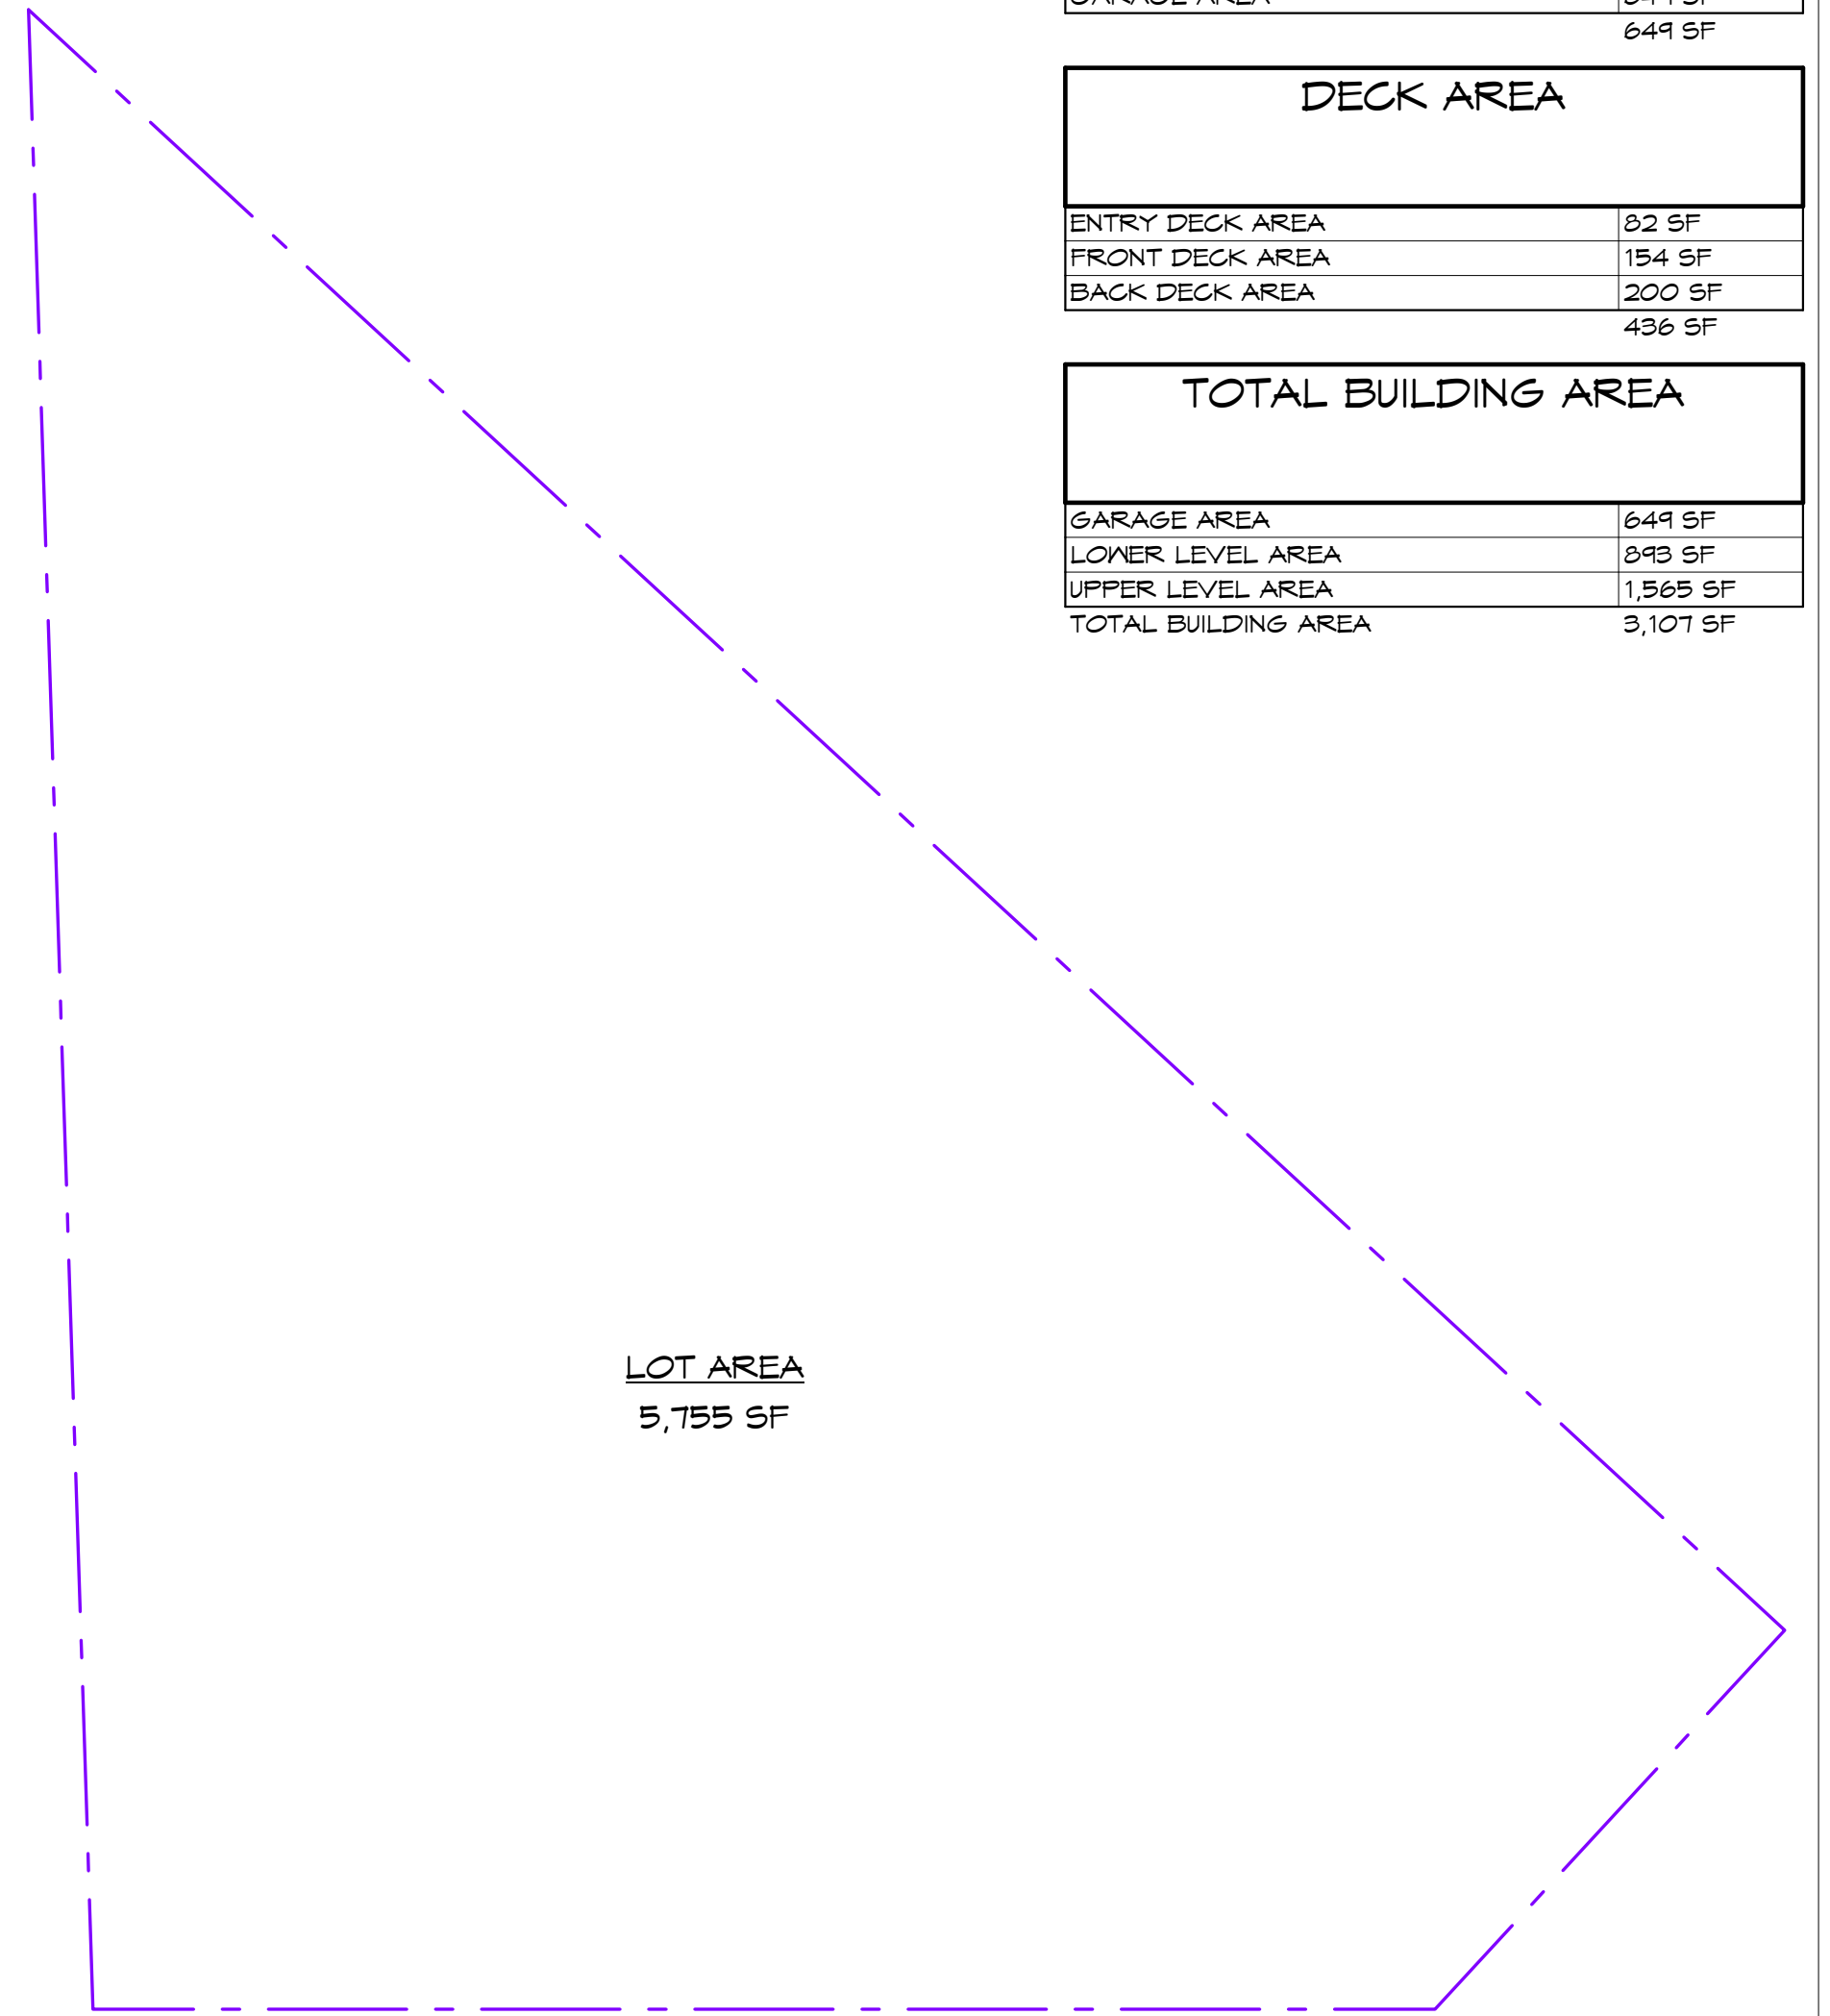 649 SF
DECK AREA
ENTRY DECK AREA 82 SF
FRONT DECK AREA 154 SF
BACK DECK AREA 200 SF
436 SF
TOTAL BUILDING AREA
GARAGE AREA 649 SF
LOWER LEVEL AREA 893 SF
UPPER LEVEL AREA 1,565 SF
TOTAL BUILDING AREA 3,107 SF
LOT AREA
5,755 SF